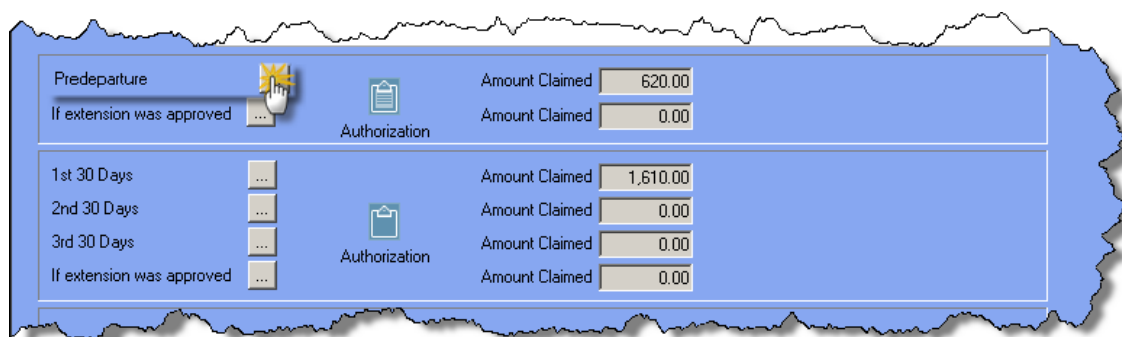 Predeparture Amount Claimed 620.00
If extension was approved ... Authorization Amount Claimed 0.00
1st 30 Days ... Amount Claimed 1,610.00
2nd 30 Days ... Amount Claimed 0.00
3rd 30 Days ... Authorization Amount Claimed 0.00
If extension was approved ... Amount Claimed 0.00